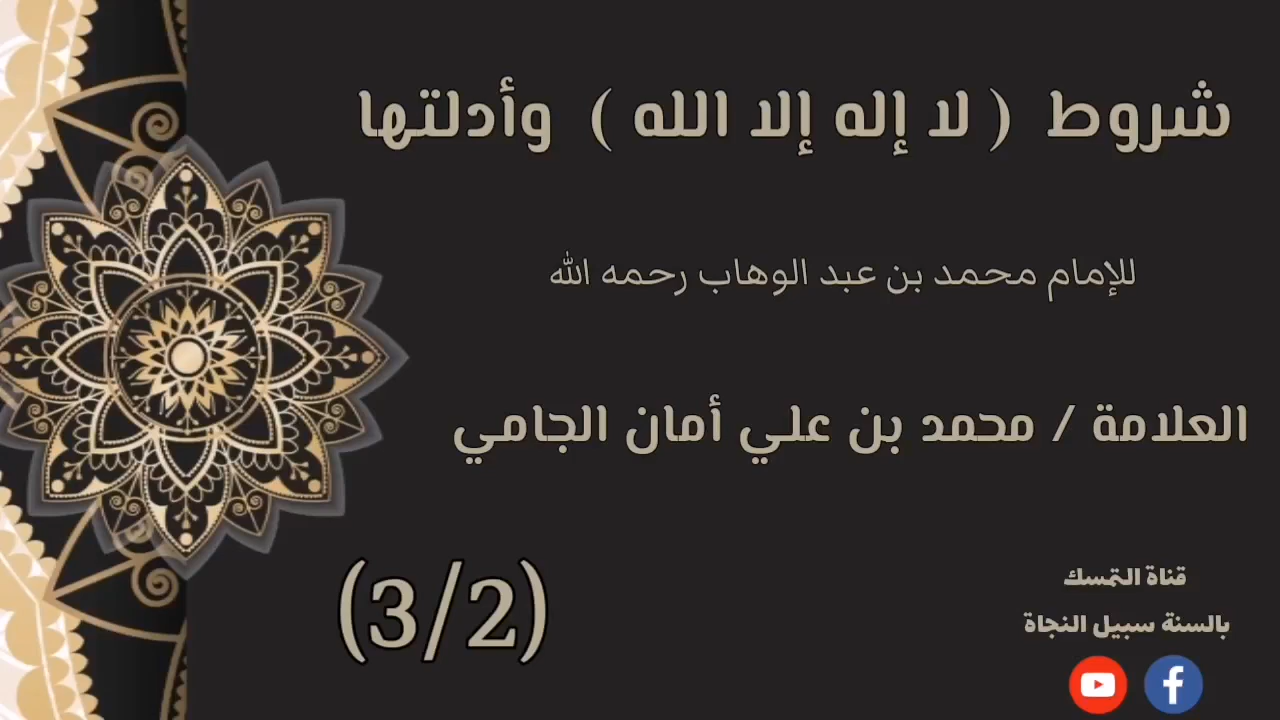 شروط ( لا إله إلا الله ) وأدلتها
للإمام محمد بن عبد الوهاب رحمه الله
العلامة / محمد بن علي أمان الجامي
(3/2)
قناة التمسك
بالسنة سبيل النجاة